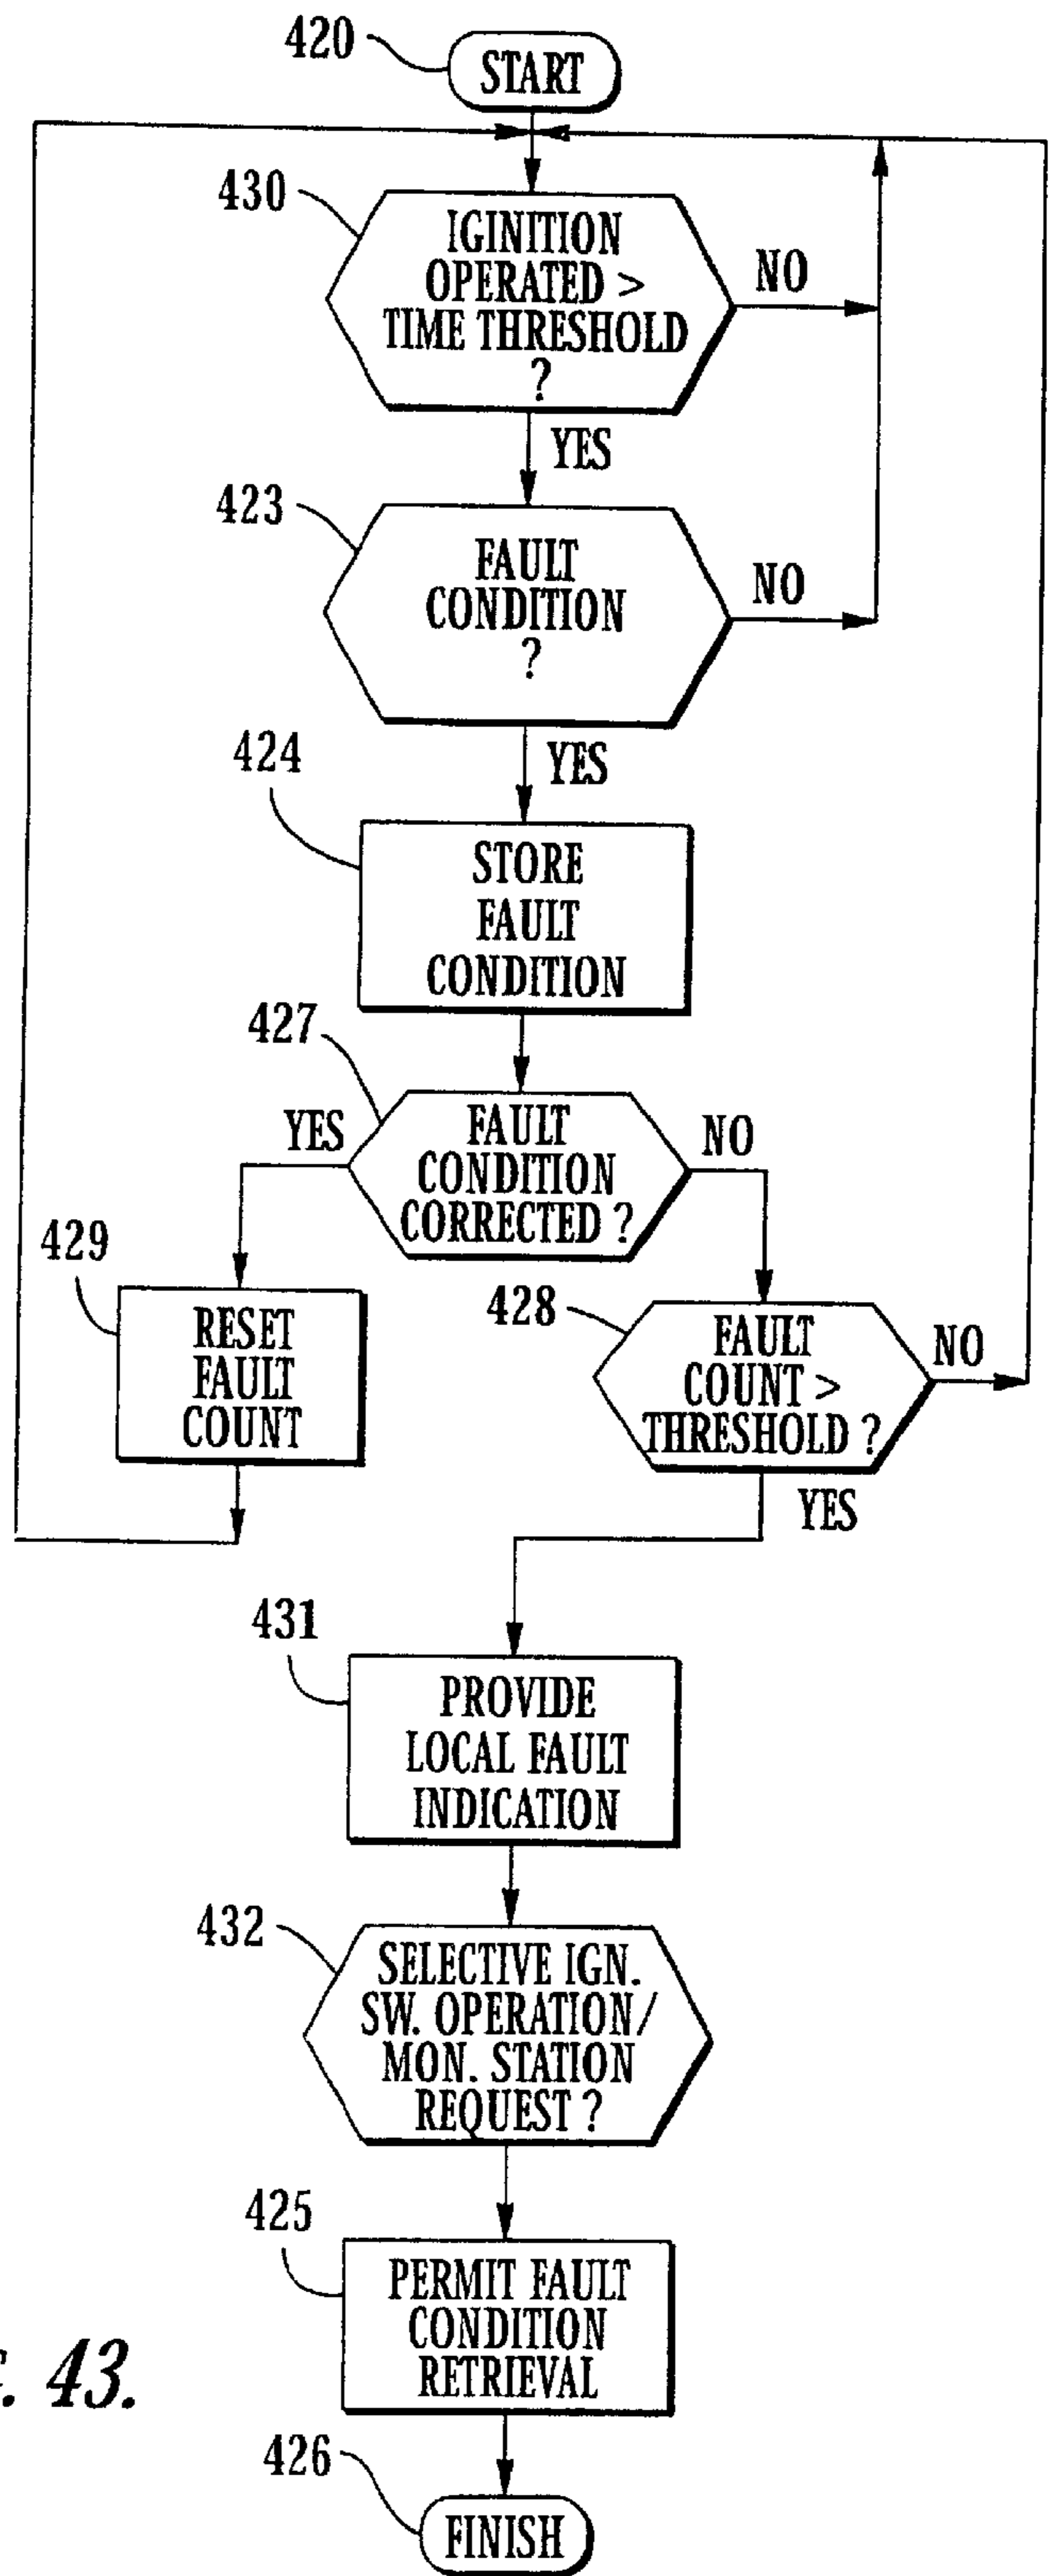 420
START
430
IGINITION
OPERATED >
TIME THRESHOLD
?
NO
YES
423
FAULT
CONDITION
?
NO
YES
424
STORE
FAULT
CONDITION
427
YES
FAULT
CONDITION
CORRECTED ?
NO
429
RESET
FAULT
COUNT
428
FAULT
COUNT >
THRESHOLD ?
NO
YES
431
PROVIDE
LOCAL FAULT
INDICATION
432
SELECTIVE IGN.
SW. OPERATION/
MON. STATION
REQUEST ?
425
PERMIT FAULT
CONDITION
RETRIEVAL
43.
426
FINISH